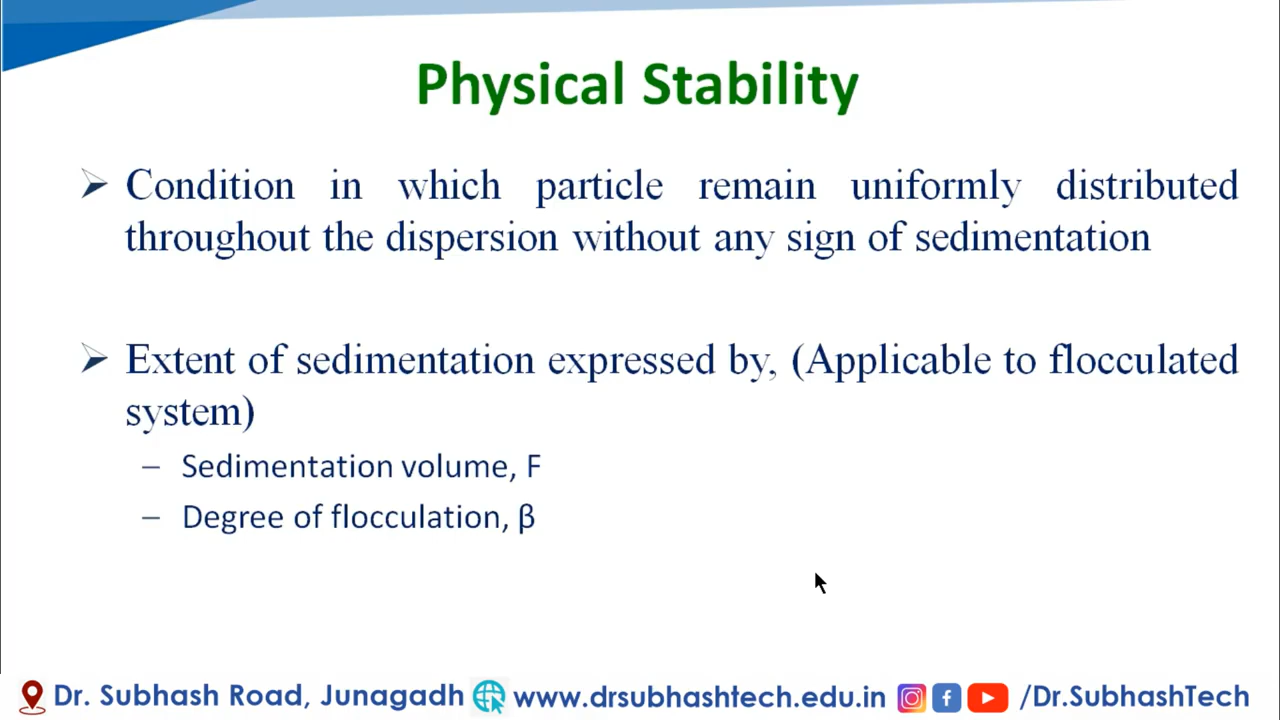 Physical Stability
➢ Condition in which particle remain uniformly distributed
throughout the dispersion without any sign of sedimentation
➢ Extent of sedimentation expressed by, (Applicable to flocculated
system)
– Sedimentation volume, F
– Degree of flocculation, β
Dr. Subhash Road, Junagadh www.drsubhashtech.edu.in /Dr.SubhashTech